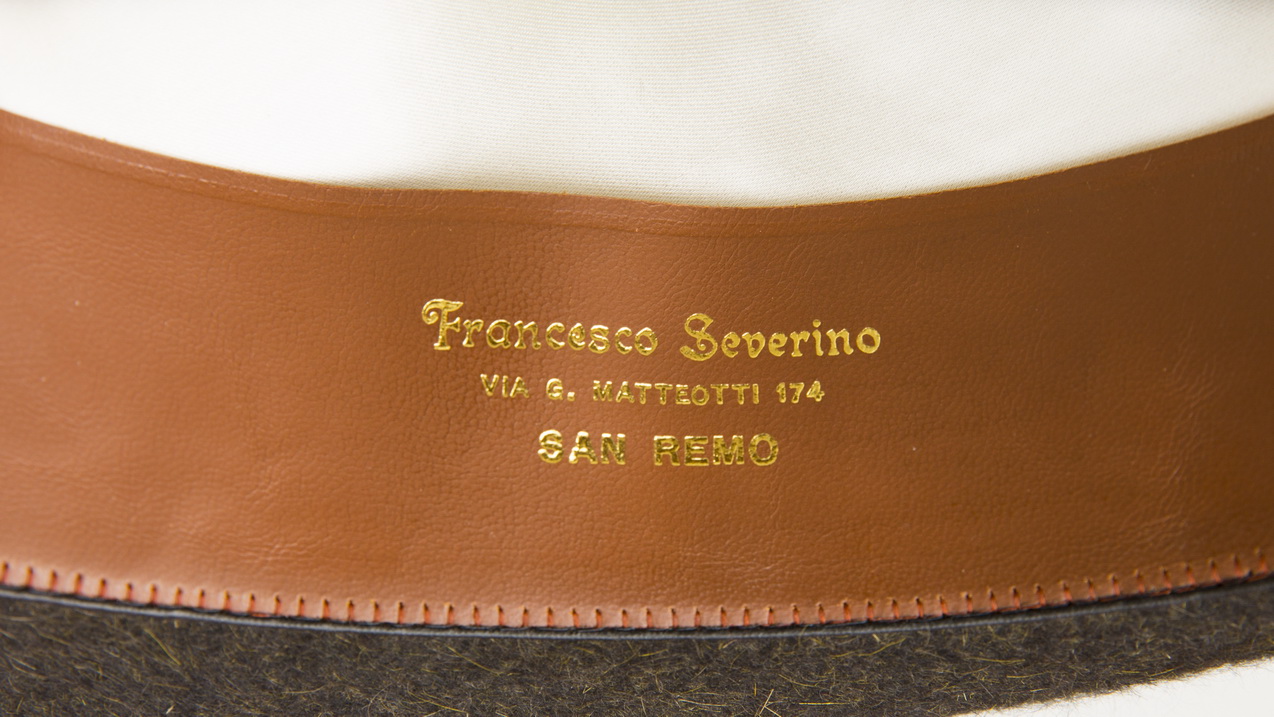 Francesco Severino
VIA G. MATTEOTTI 174
SAN REMO